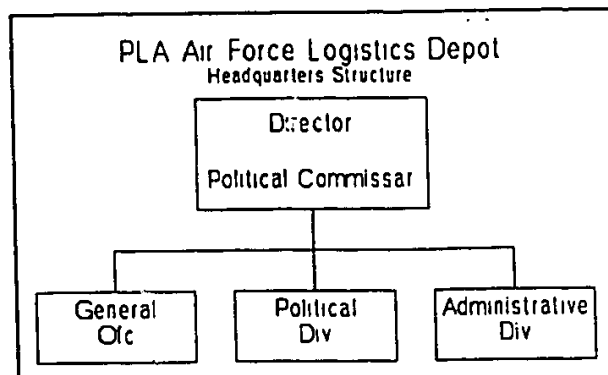 PLA Air Force Logistics Depot
Headquarters Structure
Director
Political Commissar
General
Ofc
Political
Div
Administrative
Div